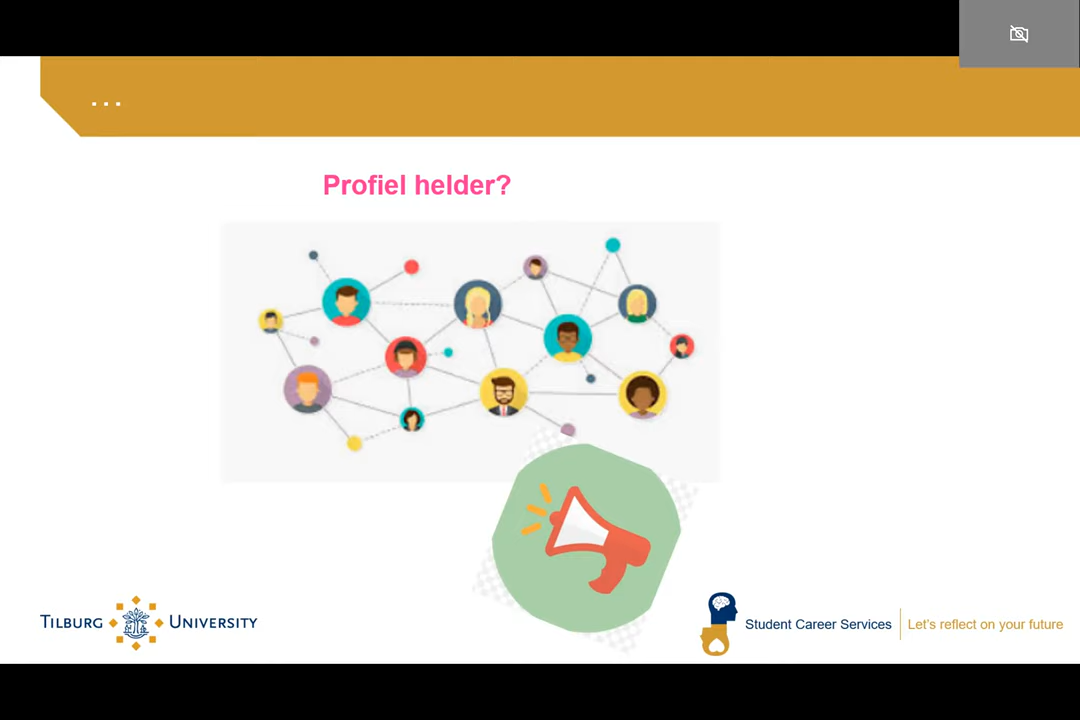 ...
Profiel helder?
TILBURG UNIVERSITY
Student Career Services
Let's reflect on your future